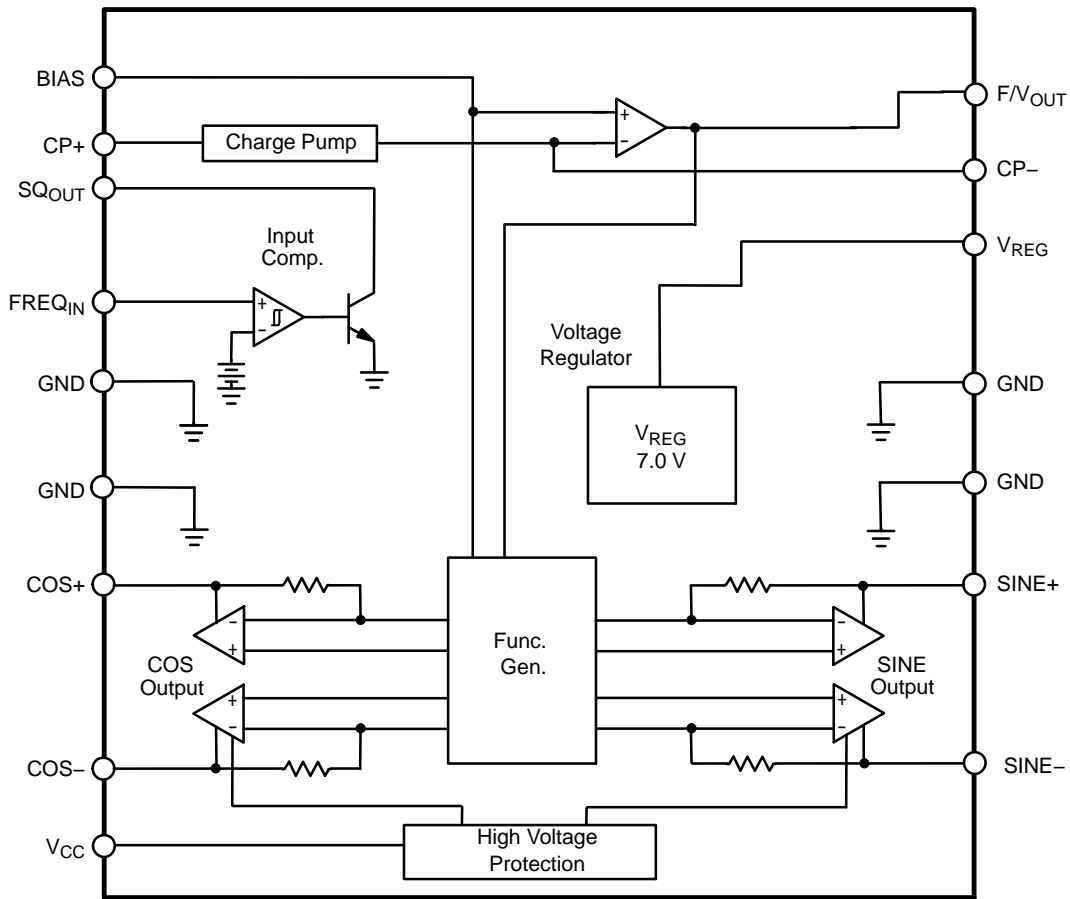 BIAS
CP+
Charge Pump
SQOUT
Input
Comp.
FREQIN
+
−
GND
GND
COS+
−
+
COS
Output
+
−
COS−
VCC
+
−
F/VOUT
CP−
VREG
Voltage
Regulator
VREG
7.0 V
GND
GND
Func.
Gen.
SINE+
−
+
SINE
Output
+
−
SINE−
High Voltage
Protection